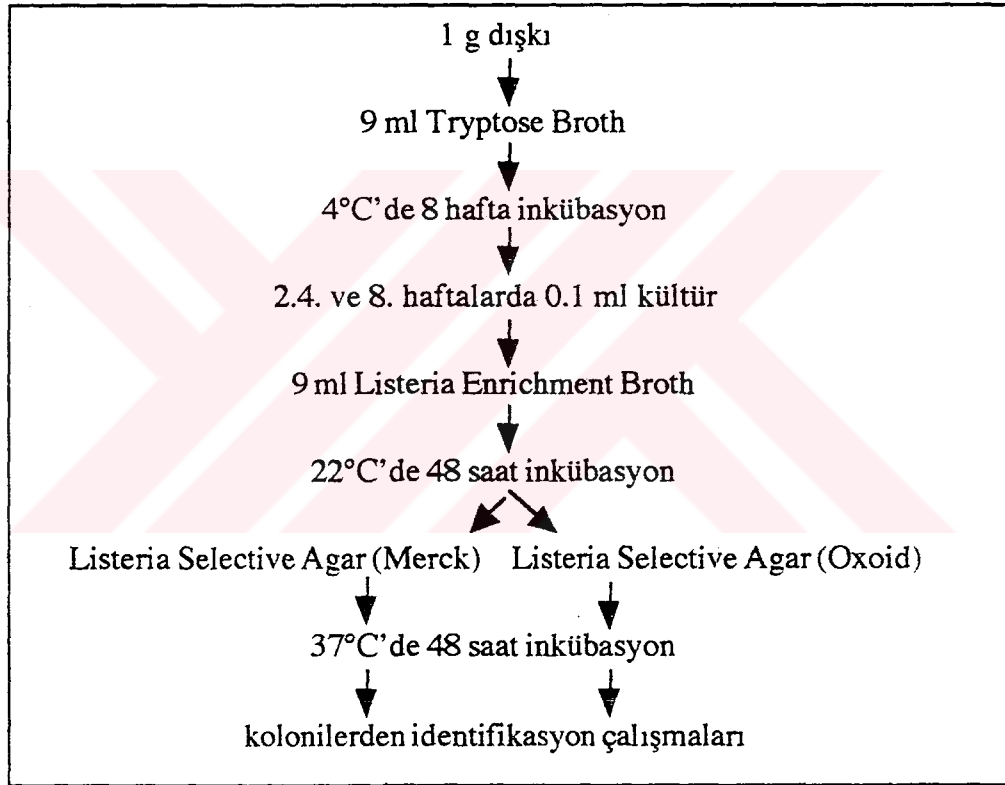 1 g dışkı
9 ml Tryptose Broth
4°C'de 8 hafta inkübasyon
2.4. ve 8. haftalarda 0.1 ml kültür
9 ml Listeria Enrichment Broth
22°C'de 48 saat inkübasyon
Listeria Selective Agar (Merck) Listeria Selective Agar (Oxoid)
37°C'de 48 saat inkübasyon
kolonilerden identifikasyon çalışmaları